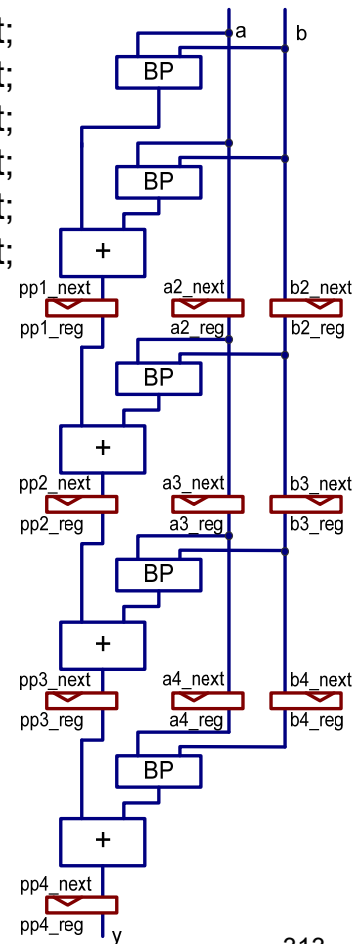 t;
a b
t;
BP
t;
t;
BP
t;
t;
+
pp1_next a2_next b2_next
pp1_reg a2_reg b2_reg
BP
+
pp2_next a3_next b3_next
pp2_reg a3_reg b3_reg
BP
+
pp3_next a4_next b4_next
pp3_reg a4_reg b4_reg
BP
+
pp4_next
pp4_reg y